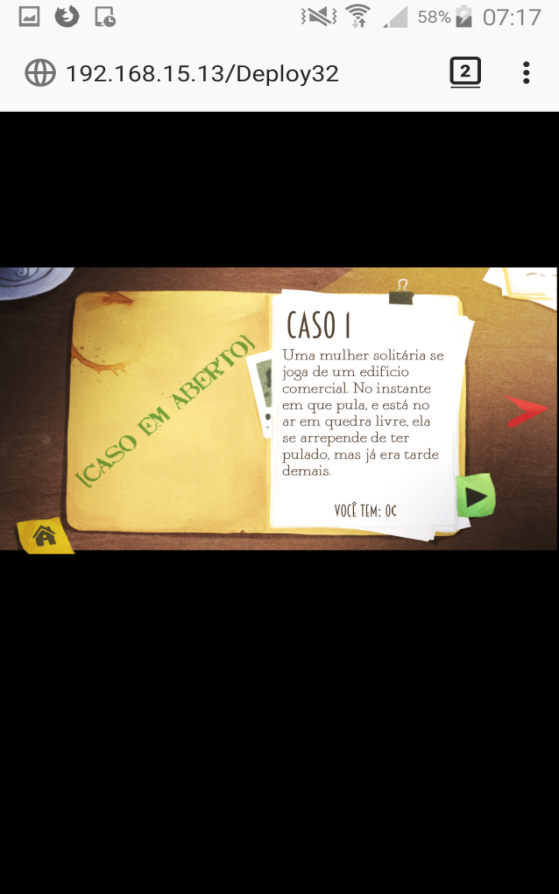 58% 07:17
192.168.15.13/Deploy32
2
[CASO EM ABERTO]
CASO 1
Uma mulher solitária se
joga de um edifício
comercial. No instante
em que pula, e está no
ar em quedra livre, ela
se arrepende de ter
pulado, mas já era tarde
demais.
VOCÊ TEM: 0¢